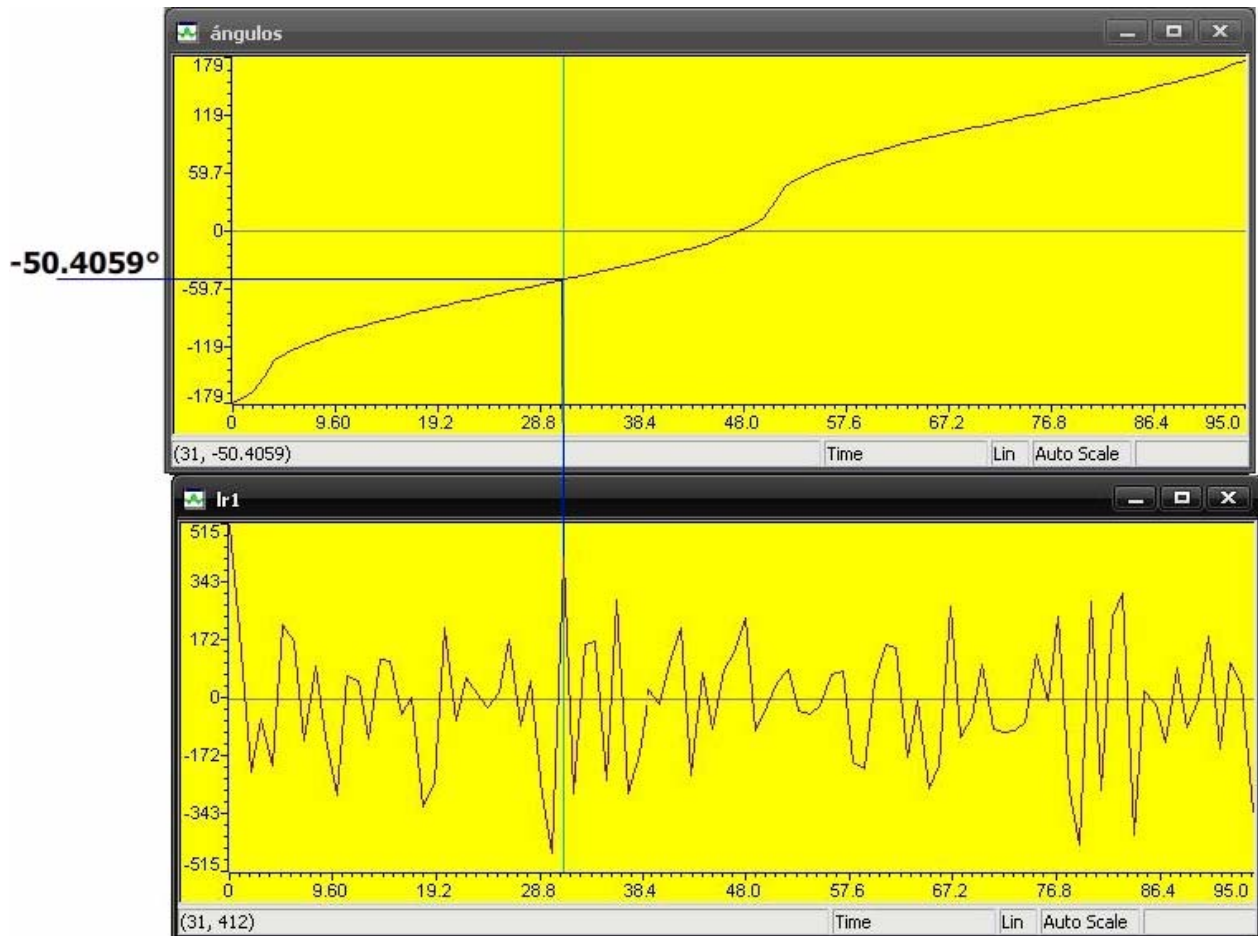 ángulos
179
119
59.7
0
-50.4059°
-59.7
-119
-179
0 9.60 19.2 28.8 38.4 48.0 57.6 67.2 76.8 86.4 95.0
(31, -50.4059) Time Lin Auto Scale
lr1
515
343
172
0
-172
-343
-515
0 9.60 19.2 28.8 38.4 48.0 57.6 67.2 76.8 86.4 95.0
(31, 412) Time Lin Auto Scale